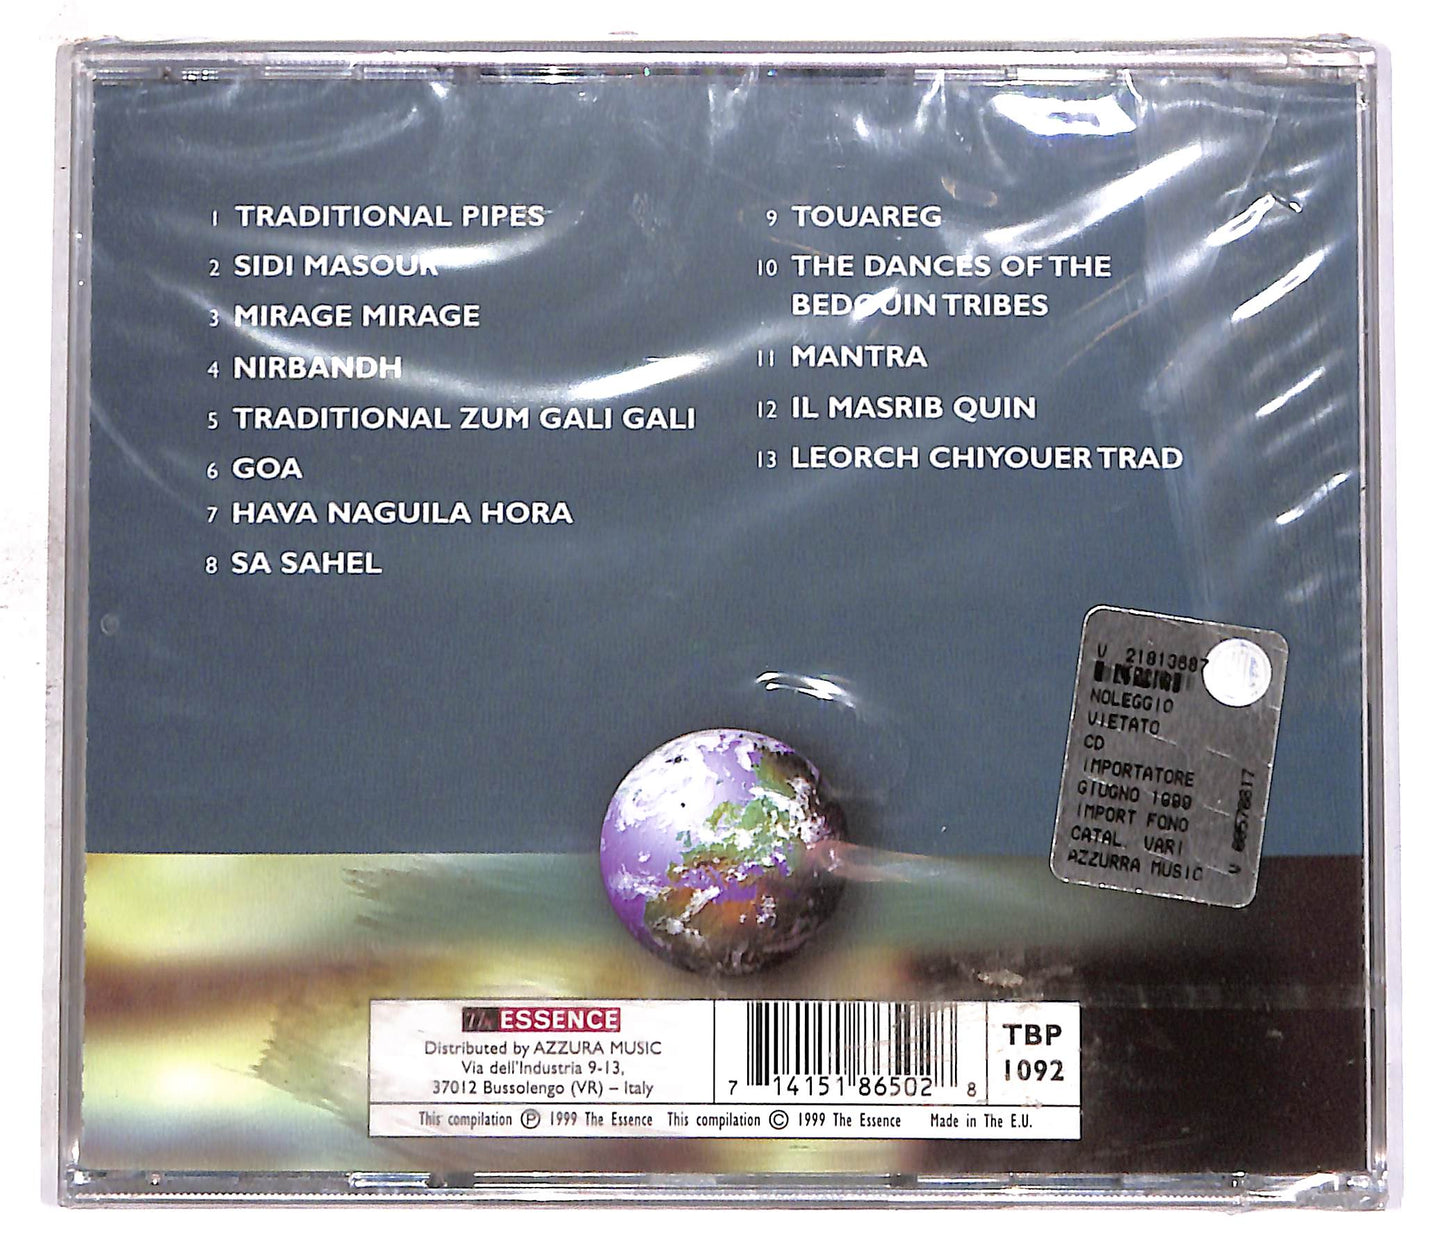 1 TRADITIONAL PIPES
2 SIDI MASOUR
3 MIRAGE MIRAGE
4 NIRBANDH
5 TRADITIONAL ZUM GALI GALI
6 GOA
7 HAVA NAGUILA HORA
8 SA SAHEL
9 TOUAREG
10 THE DANCES OF THE
BEDOUIN TRIBES
11 MANTRA
12 IL MASRIB QUIN
13 LEORCH CHIYOUER TRAD
V
NOLEGGIO
VIETATO
CD
IMPORTATORE
GIUGNO 1999
IMPORT FONO
CATAL. VARI
AZZURRA MUSIC
ESSENCE
Distributed by AZZURA MUSIC
Via dell'Industria 9-13,
37012 Bussolengo (VR) – Italy
7 14151 86502 8
TBP
1092
This compilation Ⓟ 1999 The Essence This compilation © 1999 The Essence Made in The E.U.